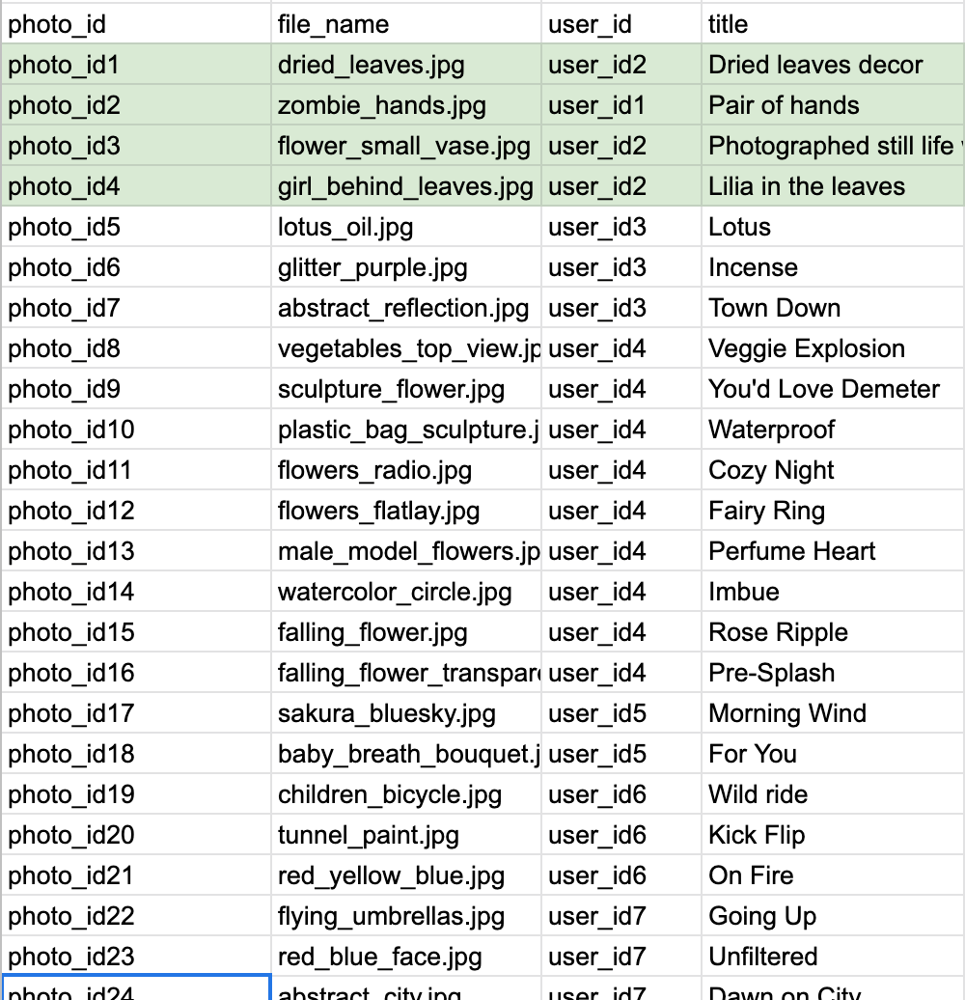 photo_id file_name user_id title
photo_id1 dried_leaves.jpg user_id2 Dried leaves decor
photo_id2 zombie_hands.jpg user_id1 Pair of hands
photo_id3 flower_small_vase.jpg user_id2 Photographed still life
photo_id4 girl_behind_leaves.jpg user_id2 Lilia in the leaves
photo_id5 lotus_oil.jpg user_id3 Lotus
photo_id6 glitter_purple.jpg user_id3 Incense
photo_id7 abstract_reflection.jpg user_id3 Town Down
photo_id8 vegetables_top_view.jp user_id4 Veggie Explosion
photo_id9 sculpture_flower.jpg user_id4 You'd Love Demeter
photo_id10 plastic_bag_sculpture.j user_id4 Waterproof
photo_id11 flowers_radio.jpg user_id4 Cozy Night
photo_id12 flowers_flatlay.jpg user_id4 Fairy Ring
photo_id13 male_model_flowers.jp user_id4 Perfume Heart
photo_id14 watercolor_circle.jpg user_id4 Imbue
photo_id15 falling_flower.jpg user_id4 Rose Ripple
photo_id16 falling_flower_transpare user_id4 Pre-Splash
photo_id17 sakura_bluesky.jpg user_id5 Morning Wind
photo_id18 baby_breath_bouquet.j user_id5 For You
photo_id19 children_bicycle.jpg user_id6 Wild ride
photo_id20 tunnel_paint.jpg user_id6 Kick Flip
photo_id21 red_yellow_blue.jpg user_id6 On Fire
photo_id22 flying_umbrellas.jpg user_id7 Going Up
photo_id23 red_blue_face.jpg user_id7 Unfiltered
photo_id24 abstract_city.jpg user_id7 Dawn on City